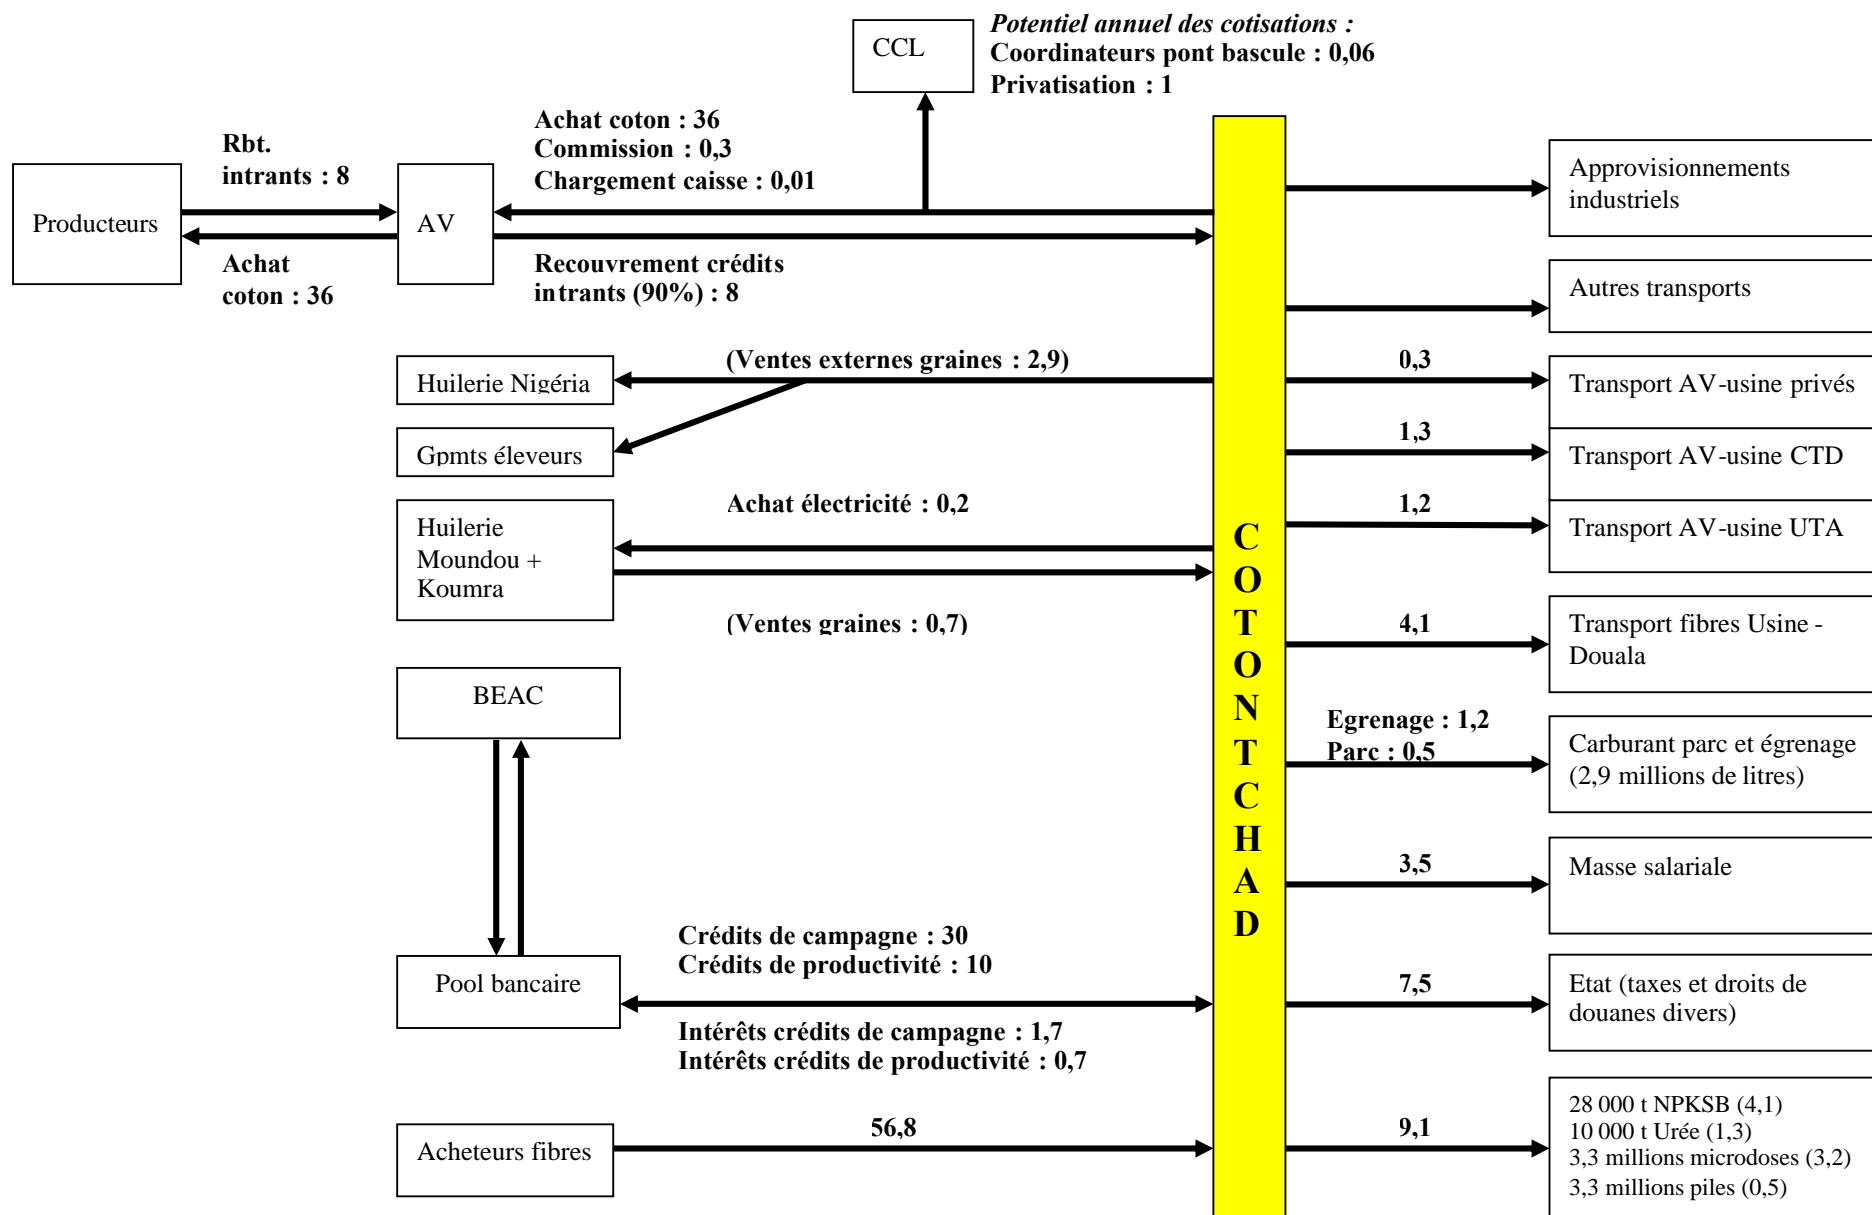 CCL
Potentiel annuel des cotisations :
Coordinateurs pont bascule : 0,06
Privatisation : 1
Producteurs
Rbt.
intrants : 8
Achat
coton : 36
AV
Achat coton : 36
Commission : 0,3
Chargement caisse : 0,01
Recouvrement crédits
intrants (90%) : 8
Huilerie Nigéria
(Ventes externes graines : 2,9)
Gpmts éleveurs
Huilerie
Moundou +
Koumra
Achat électricité : 0,2
(Ventes graines : 0,7)
BEAC
Pool bancaire
Crédits de campagne : 30
Crédits de productivité : 10
Intérêts crédits de campagne : 1,7
Intérêts crédits de productivité : 0,7
Acheteurs fibres
56,8
C
O
T
O
N
T
C
H
A
D
Approvisionnements
industriels
Autres transports
0,3
Transport AV-usine privés
1,3
Transport AV-usine CTD
1,2
Transport AV-usine UTA
4,1
Transport fibres Usine -
Douala
Egrenage : 1,2
Parc : 0,5
Carburant parc et égrenage
(2,9 millions de litres)
3,5
Masse salariale
7,5
Etat (taxes et droits de
douanes divers)
9,1
28 000 t NPKSB (4,1)
10 000 t Urée (1,3)
3,3 millions microdoses (3,2)
3,3 millions piles (0,5)